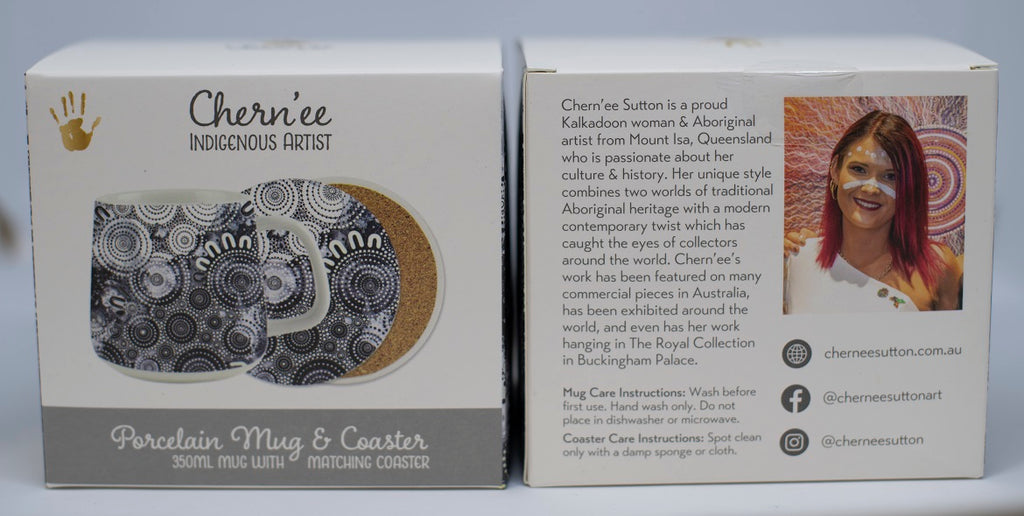 Chern'ee
INDIGENOUS ARTIST
Porcelain Mug & Coaster
350ML MUG WITH MATCHING COASTER
Chern'ee Sutton is a proud
Kalkadoon woman & Aboriginal
artist from Mount Isa, Queensland
who is passionate about her
culture & history. Her unique style
combines two worlds of traditional
Aboriginal heritage with a modern
contemporary twist which has
caught the eyes of collectors
around the world. Chern'ee's
work has been featured on many
commercial pieces in Australia,
has been exhibited around the
world, and even has her work
hanging in The Royal Collection
in Buckingham Palace.
Mug Care Instructions: Wash before
first use. Hand wash only. Do not
place in dishwasher or microwave.
Coaster Care Instructions: Spot clean
only with a damp sponge or cloth.
cherneesutton.com.au
@cherneesuttonart
@cherneesutton